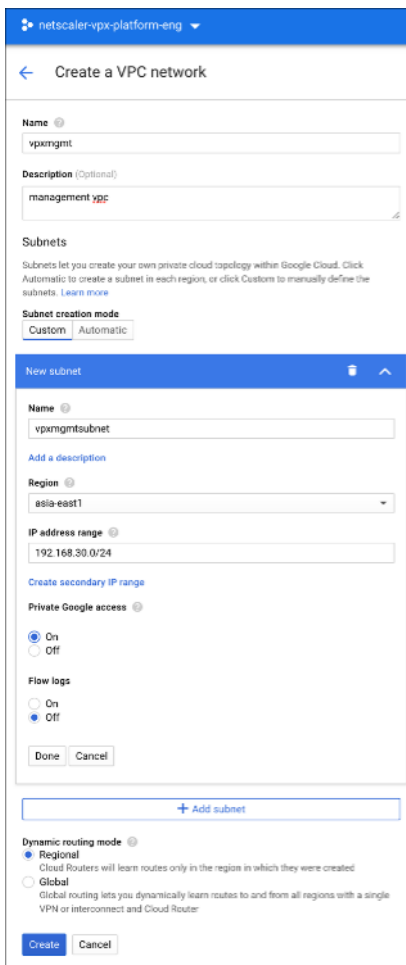 netscaler-vpx-platform-eng
Create a VPC network
Name
vpxmgmt
Description (Optional)
management vpc
Subnets
Subnets let you create your own private cloud topology within Google Cloud. Click
Automatic to create a subnet in each region, or click Custom to manually define the
subnets. Learn more
Subnet creation mode
Custom Automatic
New subnet
Name
vpxmgmtsubnet
Add a description
Region
asia-east1
IP address range
192.168.30.0/24
Create secondary IP range
Private Google access
On
Off
Flow logs
On
Off
Done Cancel
+ Add subnet
Dynamic routing mode
Regional
Cloud Routers will learn routes only in the region in which they were created
Global
Global routing lets you dynamically learn routes to and from all regions with a single
VPN or interconnect and Cloud Router
Create Cancel